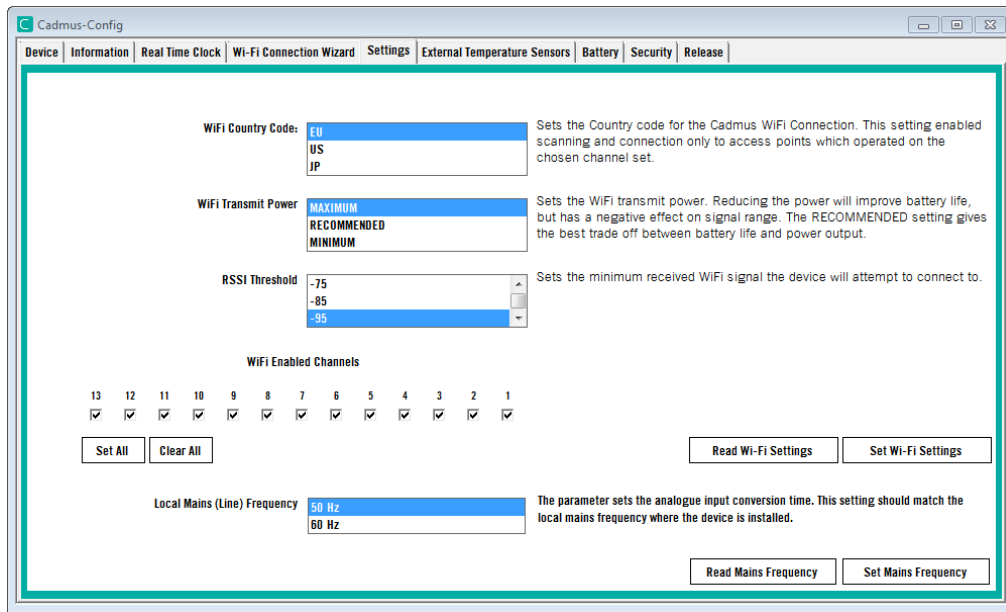 Cadmus-Config
Device Information Real Time Clock Wi-Fi Connection Wizard Settings External Temperature Sensors Battery Security Release
WiFi Country Code:
EU
US
JP
Sets the Country code for the Cadmus WiFi Connection. This setting enabled
scanning and connection only to access points which operated on the
chosen channel set.
WiFi Transmit Power
MAXIMUM
RECOMMENDED
MINIMUM
Sets the WiFi transmit power. Reducing the power will improve battery life,
but has a negative effect on signal range. The RECOMMENDED setting gives
the best trade off between battery life and power output.
RSSI Threshold
-75
-85
-95
Sets the minimum received WiFi signal the device will attempt to connect to.
WiFi Enabled Channels
13 12 11 10 9 8 7 6 5 4 3 2 1
Set All Clear All Read Wi-Fi Settings Set Wi-Fi Settings
Local Mains (Line) Frequency
50 Hz
60 Hz
The parameter sets the analogue input conversion time. This setting should match the
local mains frequency where the device is installed.
Read Mains Frequency Set Mains Frequency